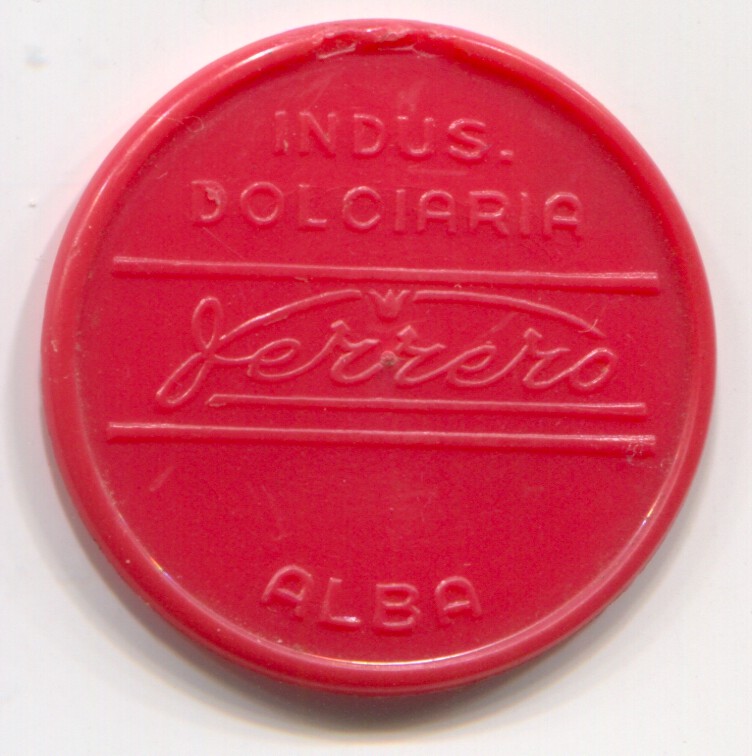 INDUS.
DOLCIARIA
Ferrero
ALBA